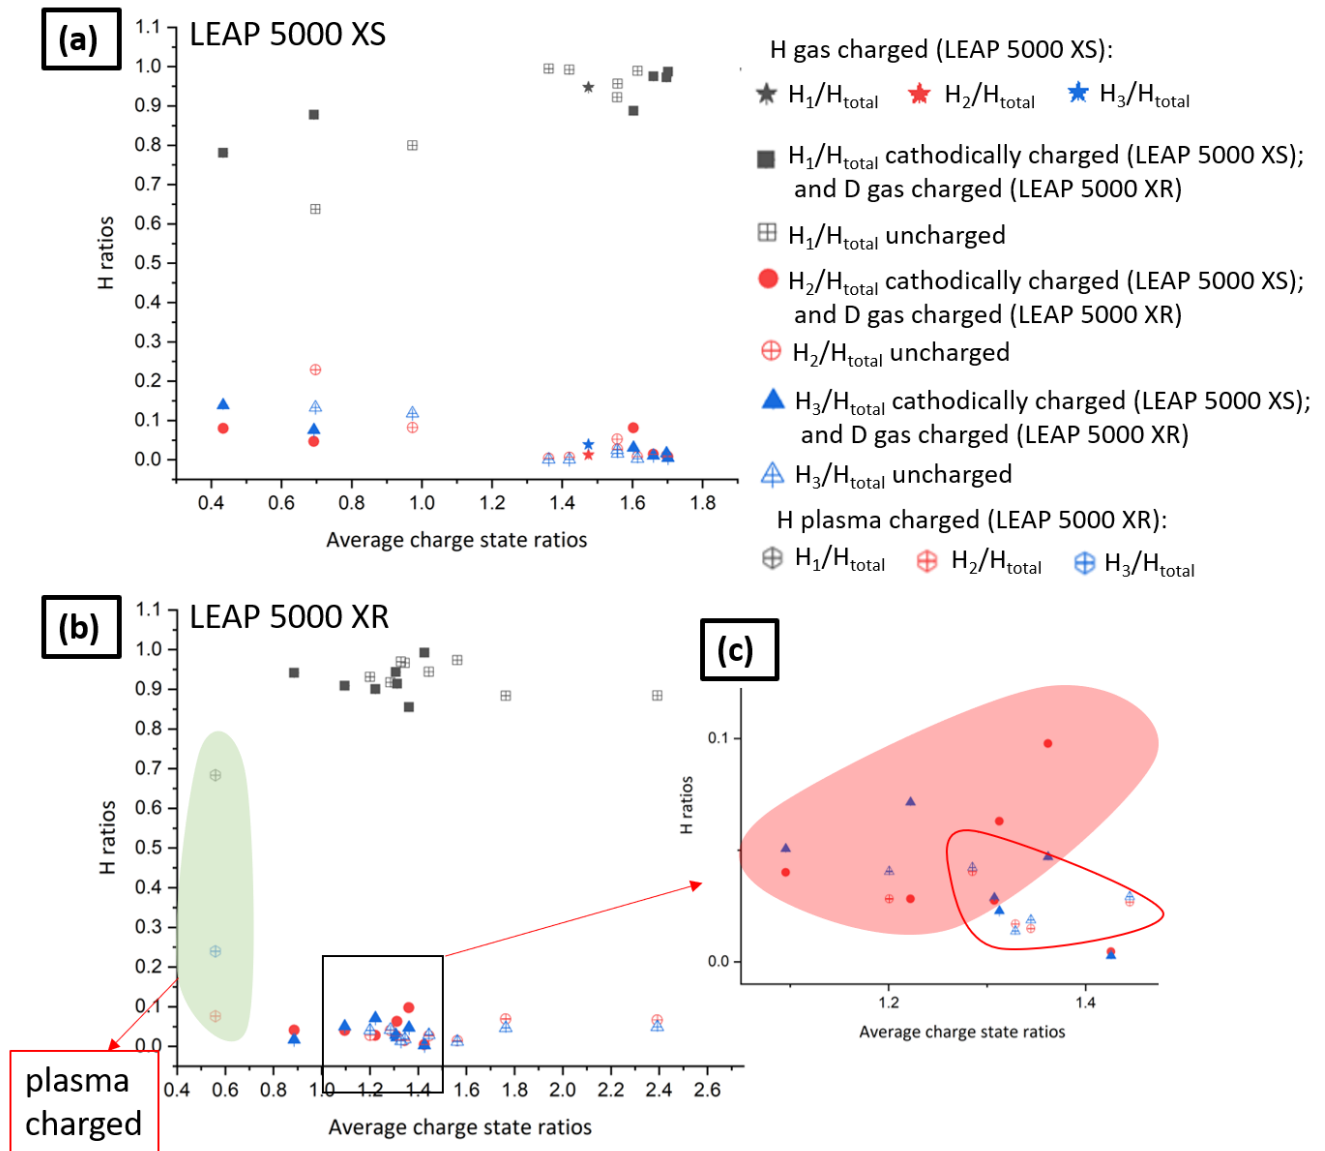 (a)
LEAP 5000 XS
1.1
1.0
0.9
0.8
0.7
0.6
0.5
0.4
0.3
0.2
0.1
0.0
H ratios
0.4 0.6 0.8 1.0 1.2 1.4 1.6 1.8
Average charge state ratios
H gas charged (LEAP 5000 XS):
H1/Htotal H2/Htotal H3/Htotal
H1/Htotal cathodically charged (LEAP 5000 XS);
and D gas charged (LEAP 5000 XR)
H1/Htotal uncharged
H2/Htotal cathodically charged (LEAP 5000 XS);
and D gas charged (LEAP 5000 XR)
H2/Htotal uncharged
H3/Htotal cathodically charged (LEAP 5000 XS);
and D gas charged (LEAP 5000 XR)
H3/Htotal uncharged
H plasma charged (LEAP 5000 XR):
H1/Htotal H2/Htotal H3/Htotal
(b)
LEAP 5000 XR
1.1
1.0
0.9
0.8
0.7
0.6
0.5
0.4
0.3
0.2
0.1
0.0
H ratios
0.4 0.6 0.8 1.0 1.2 1.4 1.6 1.8 2.0 2.2 2.4 2.6
Average charge state ratios
plasma
charged
(c)
0.1
0.0
H ratios
1.2 1.4
Average charge state ratios